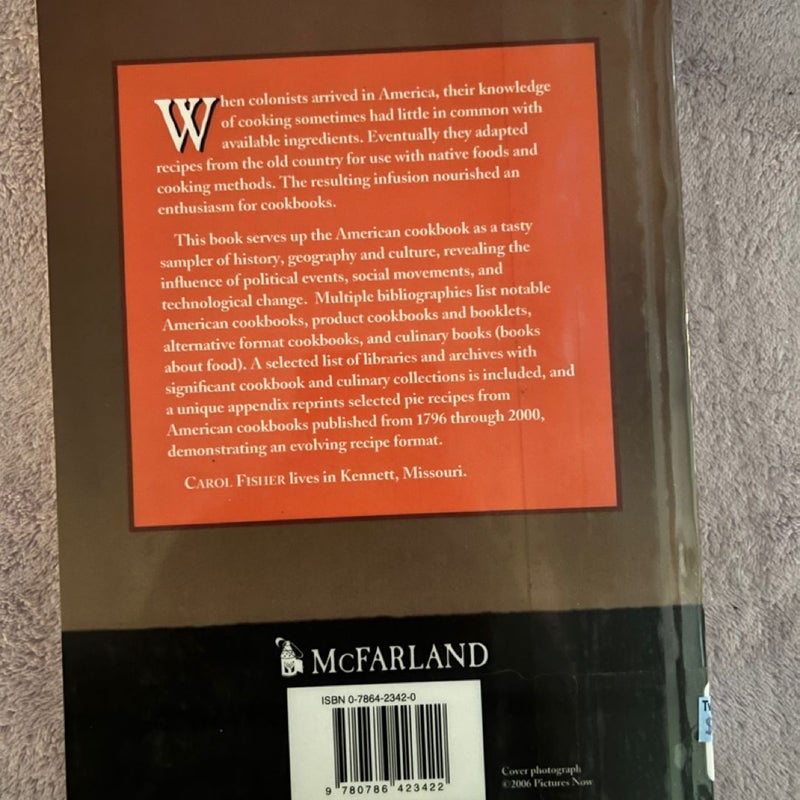 When colonists arrived in America, their knowledge
of cooking sometimes had little in common with
available ingredients. Eventually they adapted
recipes from the old country for use with native foods and
cooking methods. The resulting infusion nourished an
enthusiasm for cookbooks.
This book serves up the American cookbook as a tasty
sampler of history, geography and culture, revealing the
influence of political events, social movements, and
technological change. Multiple bibliographies list notable
American cookbooks, product cookbooks and booklets,
alternative format cookbooks, and culinary books (books
about food). A selected list of libraries and archives with
significant cookbook and culinary collections is included, and
a unique appendix reprints selected pie recipes from
American cookbooks published from 1796 through 2000,
demonstrating an evolving recipe format.
CAROL FISHER lives in Kennett, Missouri.
McFARLAND
ISBN 0-7864-2342-0
9 780786 423422
Cover photograph
©2006 Pictures Now